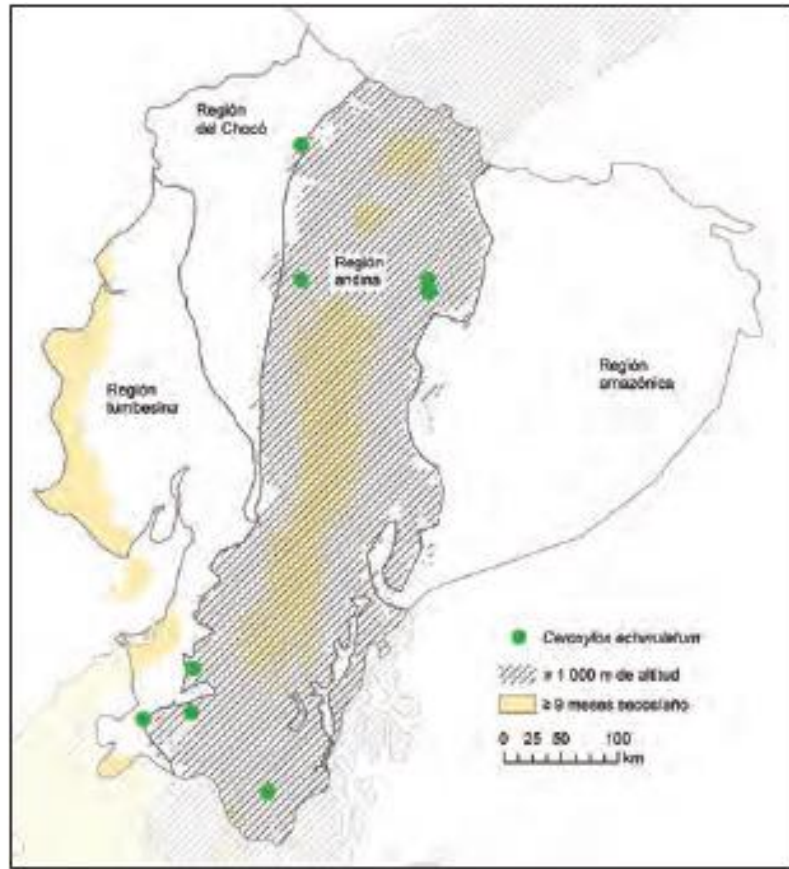 Región
del Chocó
Región
andina
Región
tumbesina
Región
amazónica
Ceroxylon echinulatum
≥ 1 000 m de altitud
≥ 9 meses secos/año
0 25 50 100
km